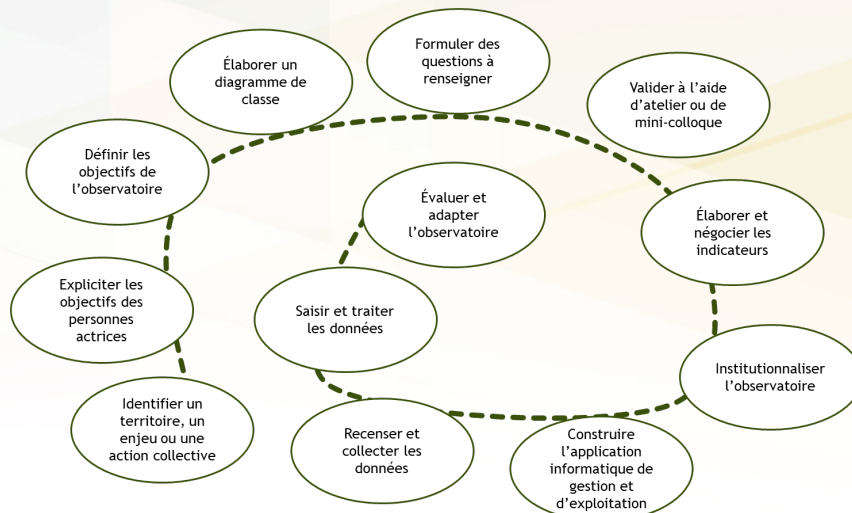 Formuler des
questions à
renseigner
Élaborer un
diagramme de
classe
Valider à l'aide
d'atelier ou de
mini-colloque
Définir les
objectifs de
l'observatoire
Évaluer et
adapter
l'observatoire
Élaborer et
négocier les
indicateurs
Expliciter les
objectifs des
personnes
actrices
Saisir et traiter
les données
Institutionnaliser
l'observatoire
Identifier un
territoire, un
enjeu ou une
action collective
Recenser et
collecter les
données
Construire
l'application
informatique de
gestion et
d'exploitation